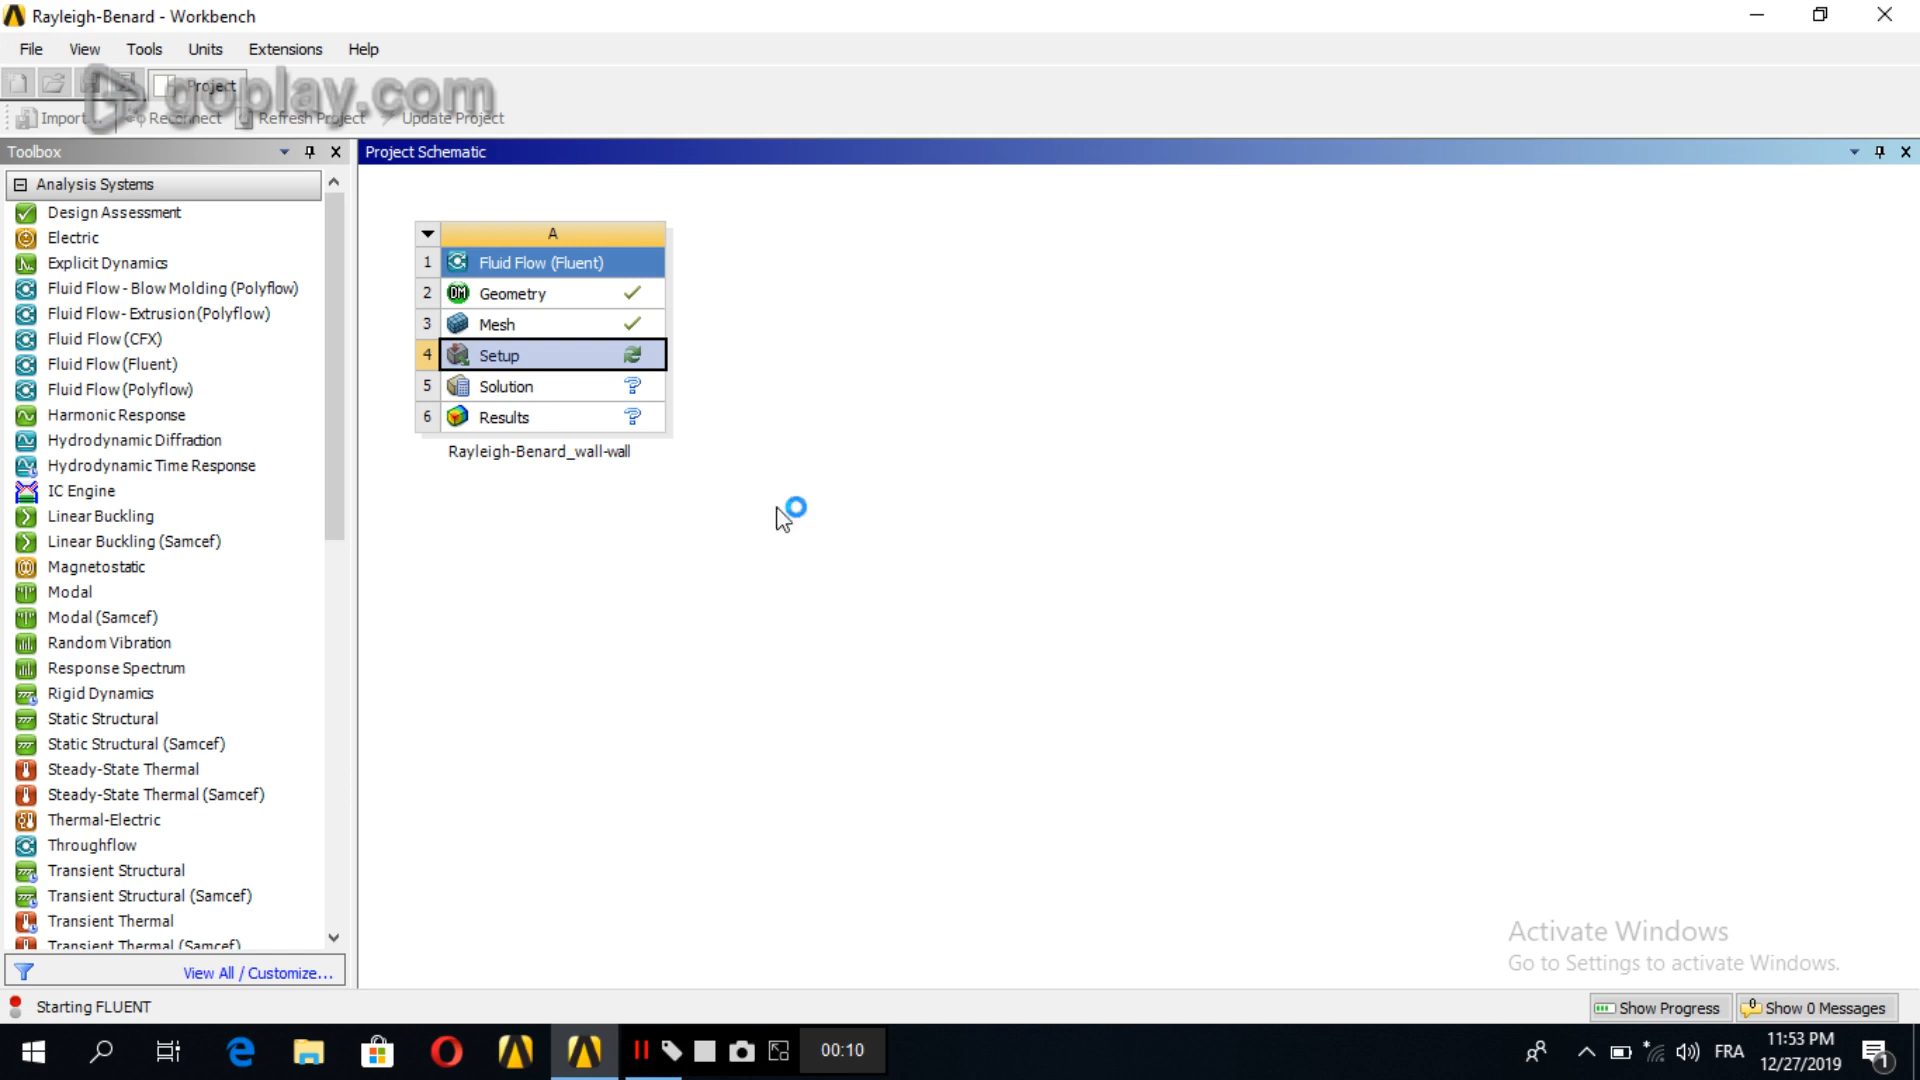 Rayleigh-Benard - Workbench
File View Tools Units Extensions Help
Project
goplay.com
Import... Reconnect Refresh Project Update Project
Toolbox
Project Schematic
Analysis Systems
Design Assessment
Electric
Explicit Dynamics
Fluid Flow - Blow Molding (Polyflow)
Fluid Flow- Extrusion (Polyflow)
Fluid Flow (CFX)
Fluid Flow (Fluent)
Fluid Flow (Polyflow)
Harmonic Response
Hydrodynamic Diffraction
Hydrodynamic Time Response
IC Engine
Linear Buckling
Linear Buckling (Samcef)
Magnetostatic
Modal
Modal (Samcef)
Random Vibration
Response Spectrum
Rigid Dynamics
Static Structural
Static Structural (Samcef)
Steady-State Thermal
Steady-State Thermal (Samcef)
Thermal-Electric
Throughflow
Transient Structural
Transient Structural (Samcef)
Transient Thermal
Transient Thermal (Samcef)
View All / Customize...
A
1 Fluid Flow (Fluent)
2 DM Geometry
3 Mesh
4 Setup
5 Solution ?
6 Results ?
Rayleigh-Benard_wall-wall
Activate Windows
Go to Settings to activate Windows.
Starting FLUENT
Show Progress
0 Show 0 Messages
00:10
FRA
11:53 PM
12/27/2019
1